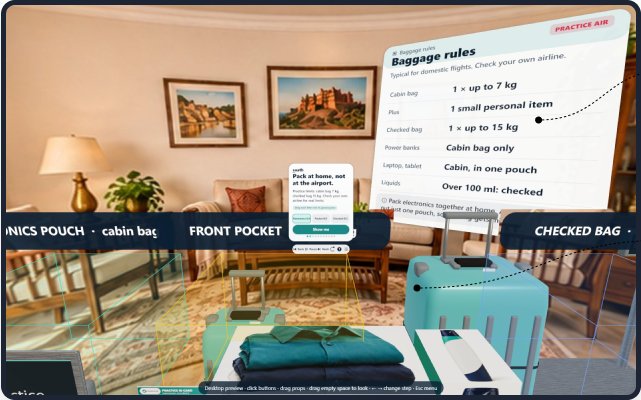 PRACTICE AIR
Baggage rules
Baggage rules
Typical for domestic flights. Check your own airline.
Cabin bag 1 × up to 7 kg
Plus 1 small personal item
Checked bag 1 × up to 15 kg
Power banks Cabin bag only
Laptop, tablet Cabin, in one pouch
Liquids Over 100 ml: checked
Pack electronics together at home
not just one pouch,
Pack at home, not
at the airport.
Show me
ONICS POUCH · cabin bag
FRONT POCKET
CHECKED BAG ·
Desktop preview · click buttons · drag props · drag empty space to look · ← → change step · Esc menu